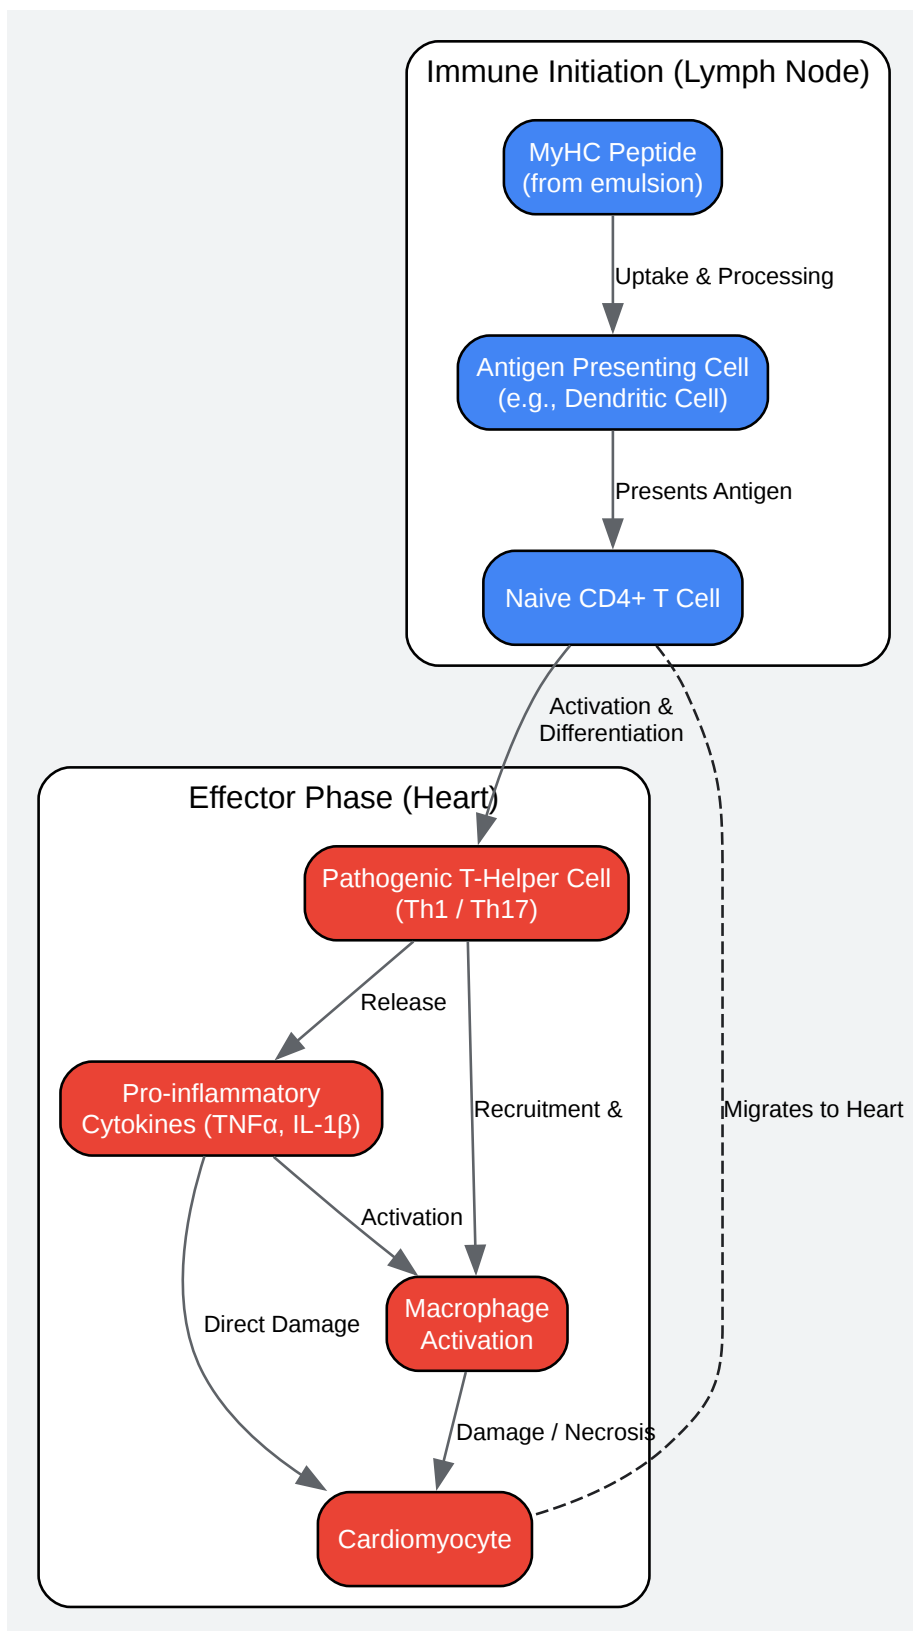 Immune Initiation (Lymph Node)
MyHC Peptide
(from emulsion)
Uptake & Processing
Antigen Presenting Cell
(e.g., Dendritic Cell)
Presents Antigen
Naive CD4+ T Cell
Activation &
Differentiation
Effector Phase (Heart)
Pathogenic T-Helper Cell
(Th1 / Th17)
Release
Pro-inflammatory
Cytokines (TNFα, IL-1β)
Recruitment &
Migrates to Heart
Activation
Direct Damage
Macrophage
Activation
Damage / Necrosis
Cardiomyocyte